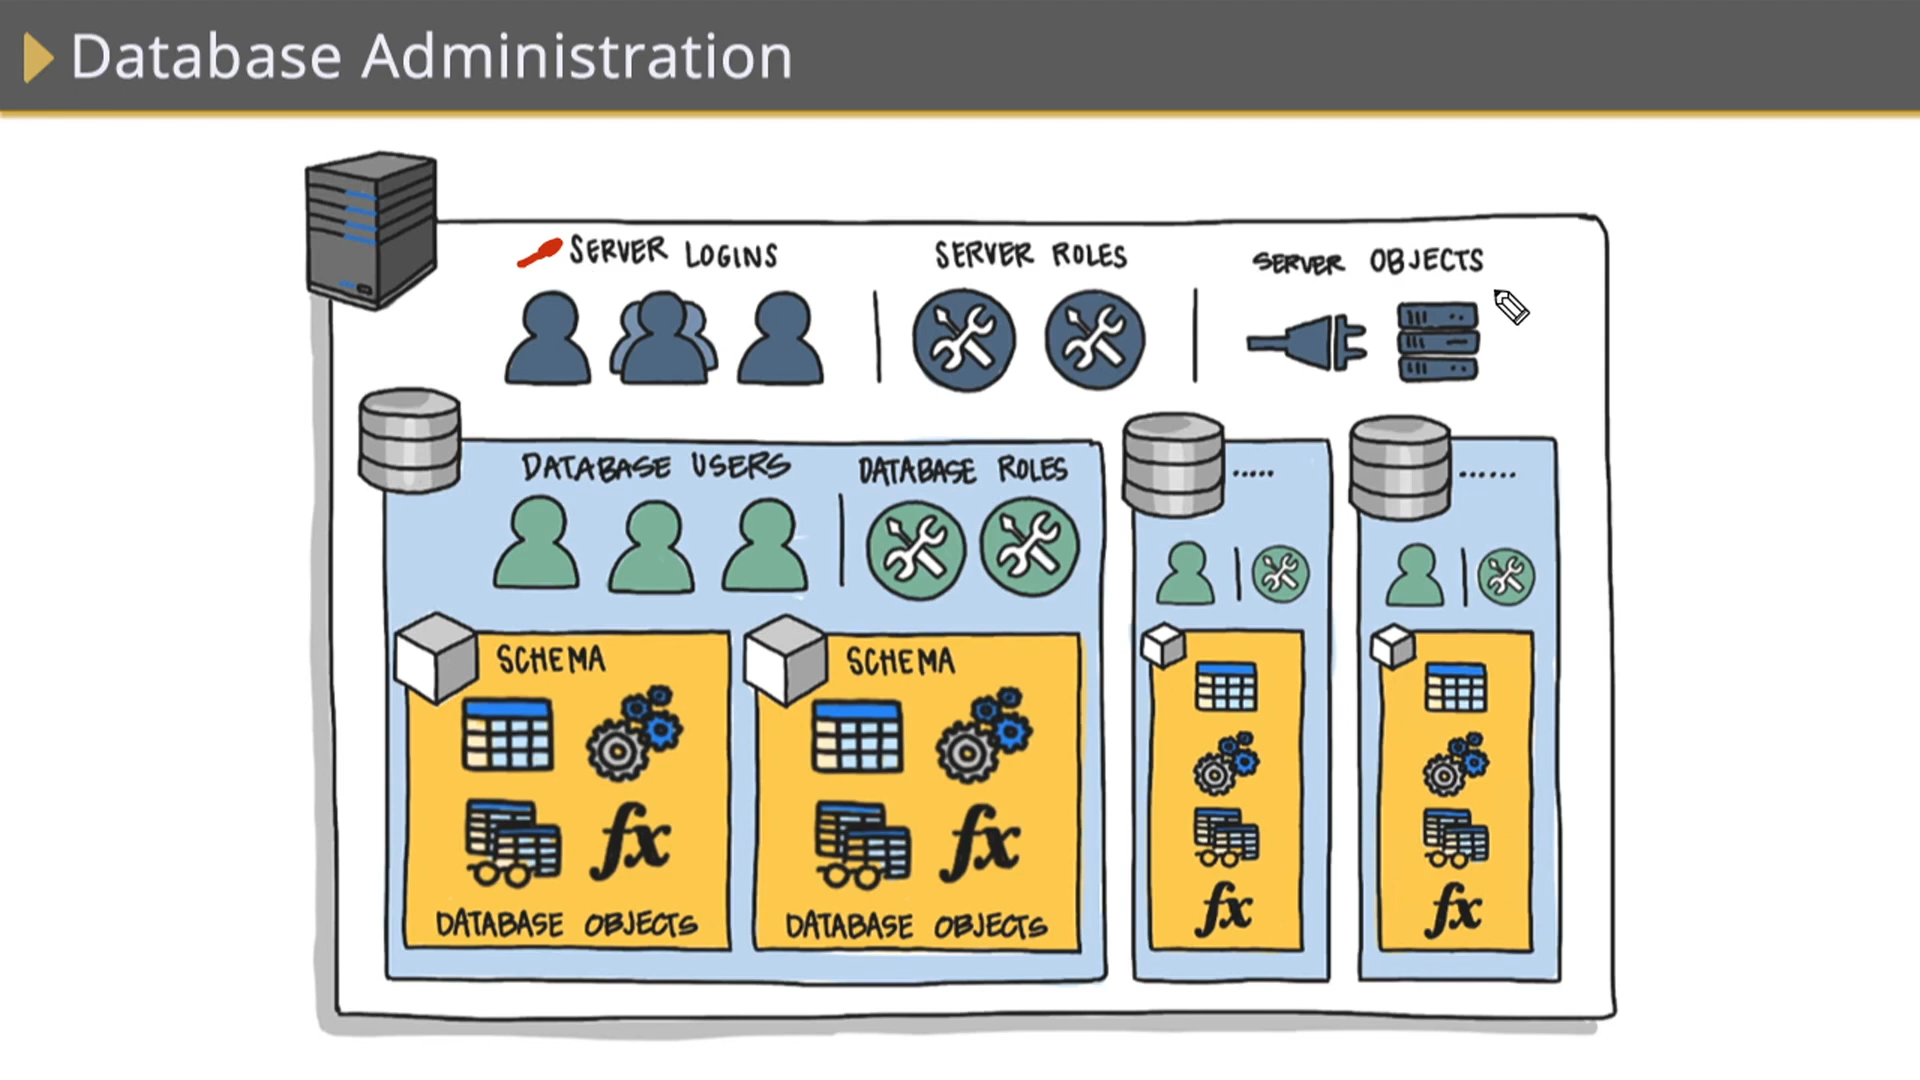 Database Administration
SERVER LOGINS
SERVER ROLES
SERVER OBJECTS
DATABASE USERS
DATABASE ROLES
.....
......
SCHEMA
SCHEMA
fx
fx
DATABASE OBJECTS
DATABASE OBJECTS
fx
fx